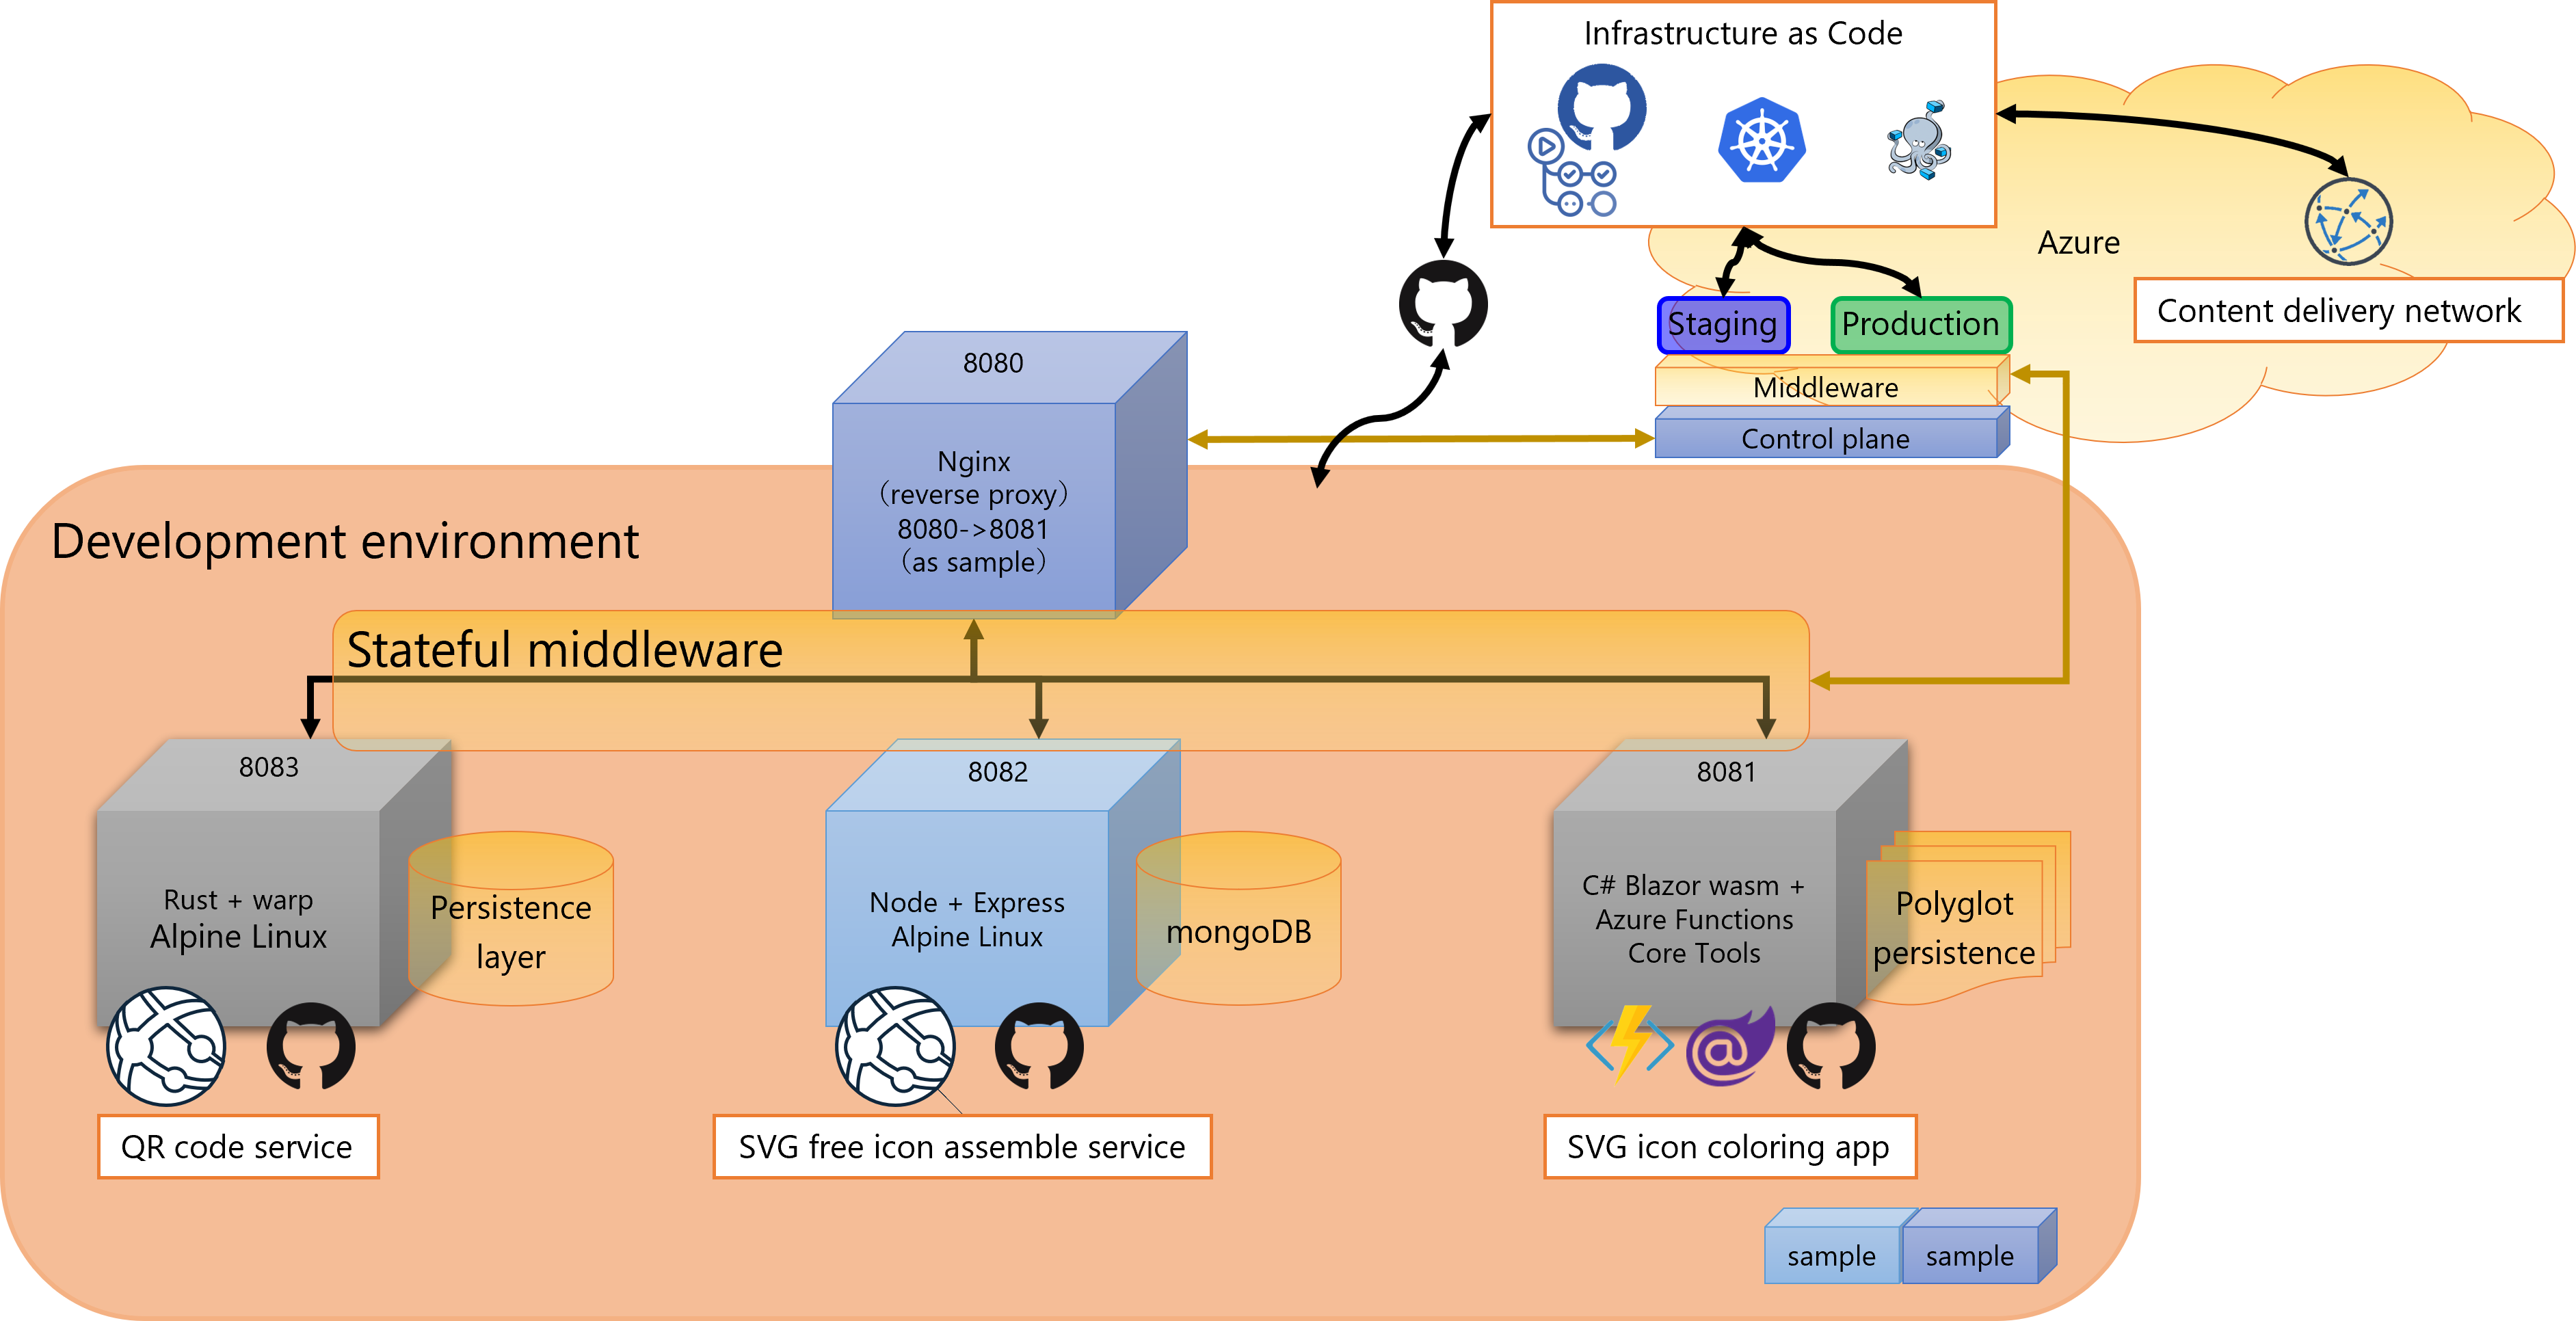 Infrastructure as Code
Azure
Content delivery network
Staging
Production
Middleware
Control plane
8080
Nginx
（reverse proxy）
8080->8081
（as sample）
Development environment
Stateful middleware
8083
Rust + warp
Alpine Linux
Persistence
layer
QR code service
8082
Node + Express
Alpine Linux
mongoDB
SVG free icon assemble service
8081
C# Blazor wasm +
Azure Functions
Core Tools
Polyglot
persistence
@
SVG icon coloring app
sample
sample